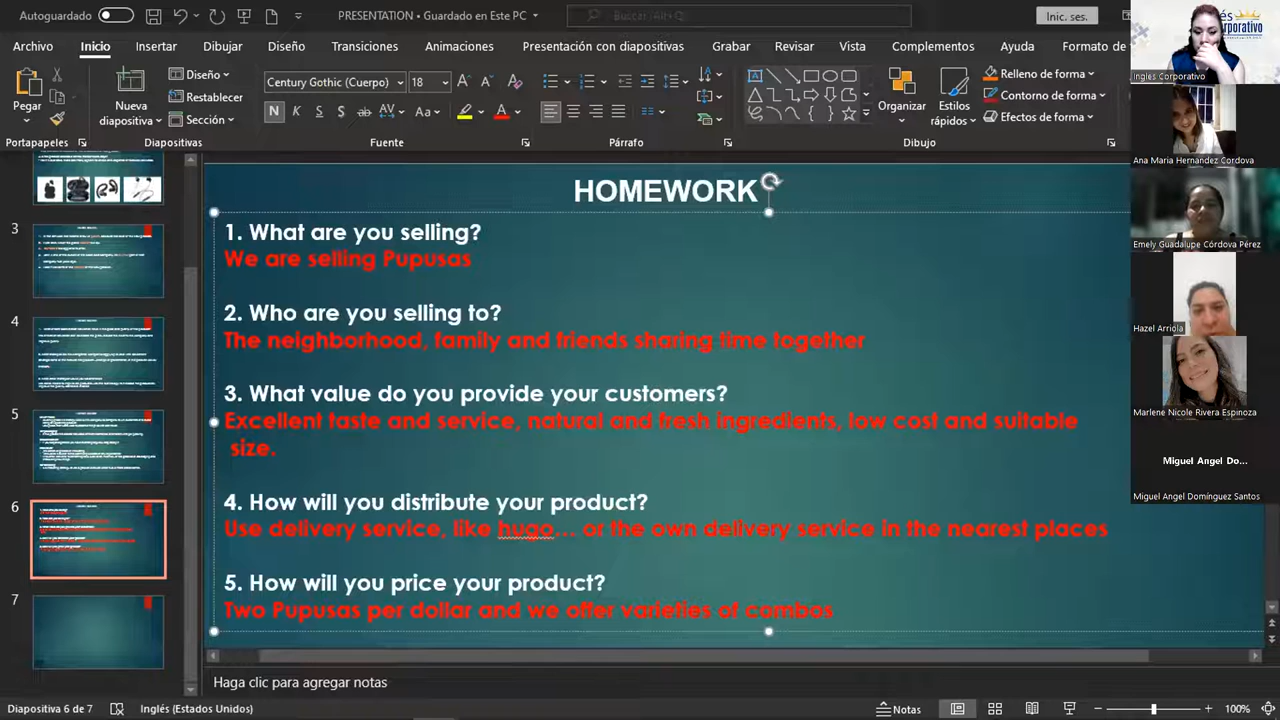 Autoguardado
PRESENTATION • Guardado en Este PC
Buscar (Alt+Q)
Inic. ses.
Archivo Inicio Insertar Dibujar Diseño Transiciones Animaciones Presentación con diapositivas Grabar Revisar Vista Complementos Ayuda Formato de
Pegar
Nueva
diapositiva
Diseño
Restablecer
Sección
Century Gothic (Cuerpo) 18
N K S
Organizar
Estilos
rápidos
Relleno de forma
Contorno de forma
Efectos de forma
Portapapeles Diapositivas Fuente Párrafo Dibujo
3
4
5
6
7
HOMEWORK
1. What are you selling?
We are selling Pupusas
2. Who are you selling to?
The neighborhood, family and friends sharing time together
3. What value do you provide your customers?
Excellent taste and service, natural and fresh ingredients, low cost and suitable
size.
4. How will you distribute your product?
Use delivery service, like hugo… or the own delivery service in the nearest places
5. How will you price your product?
Two Pupusas per dollar and we offer varieties of combos
Inglés Corporativo
Ana Maria Hernández Cordova
Emely Guadalupe Córdova Pérez
Hazel Arriola
Marlene Nicole Rivera Espinoza
Miguel Angel Do...
Miguel Angel Domínguez Santos
Haga clic para agregar notas
Diapositiva 6 de 7
Inglés (Estados Unidos)
Notas
100%